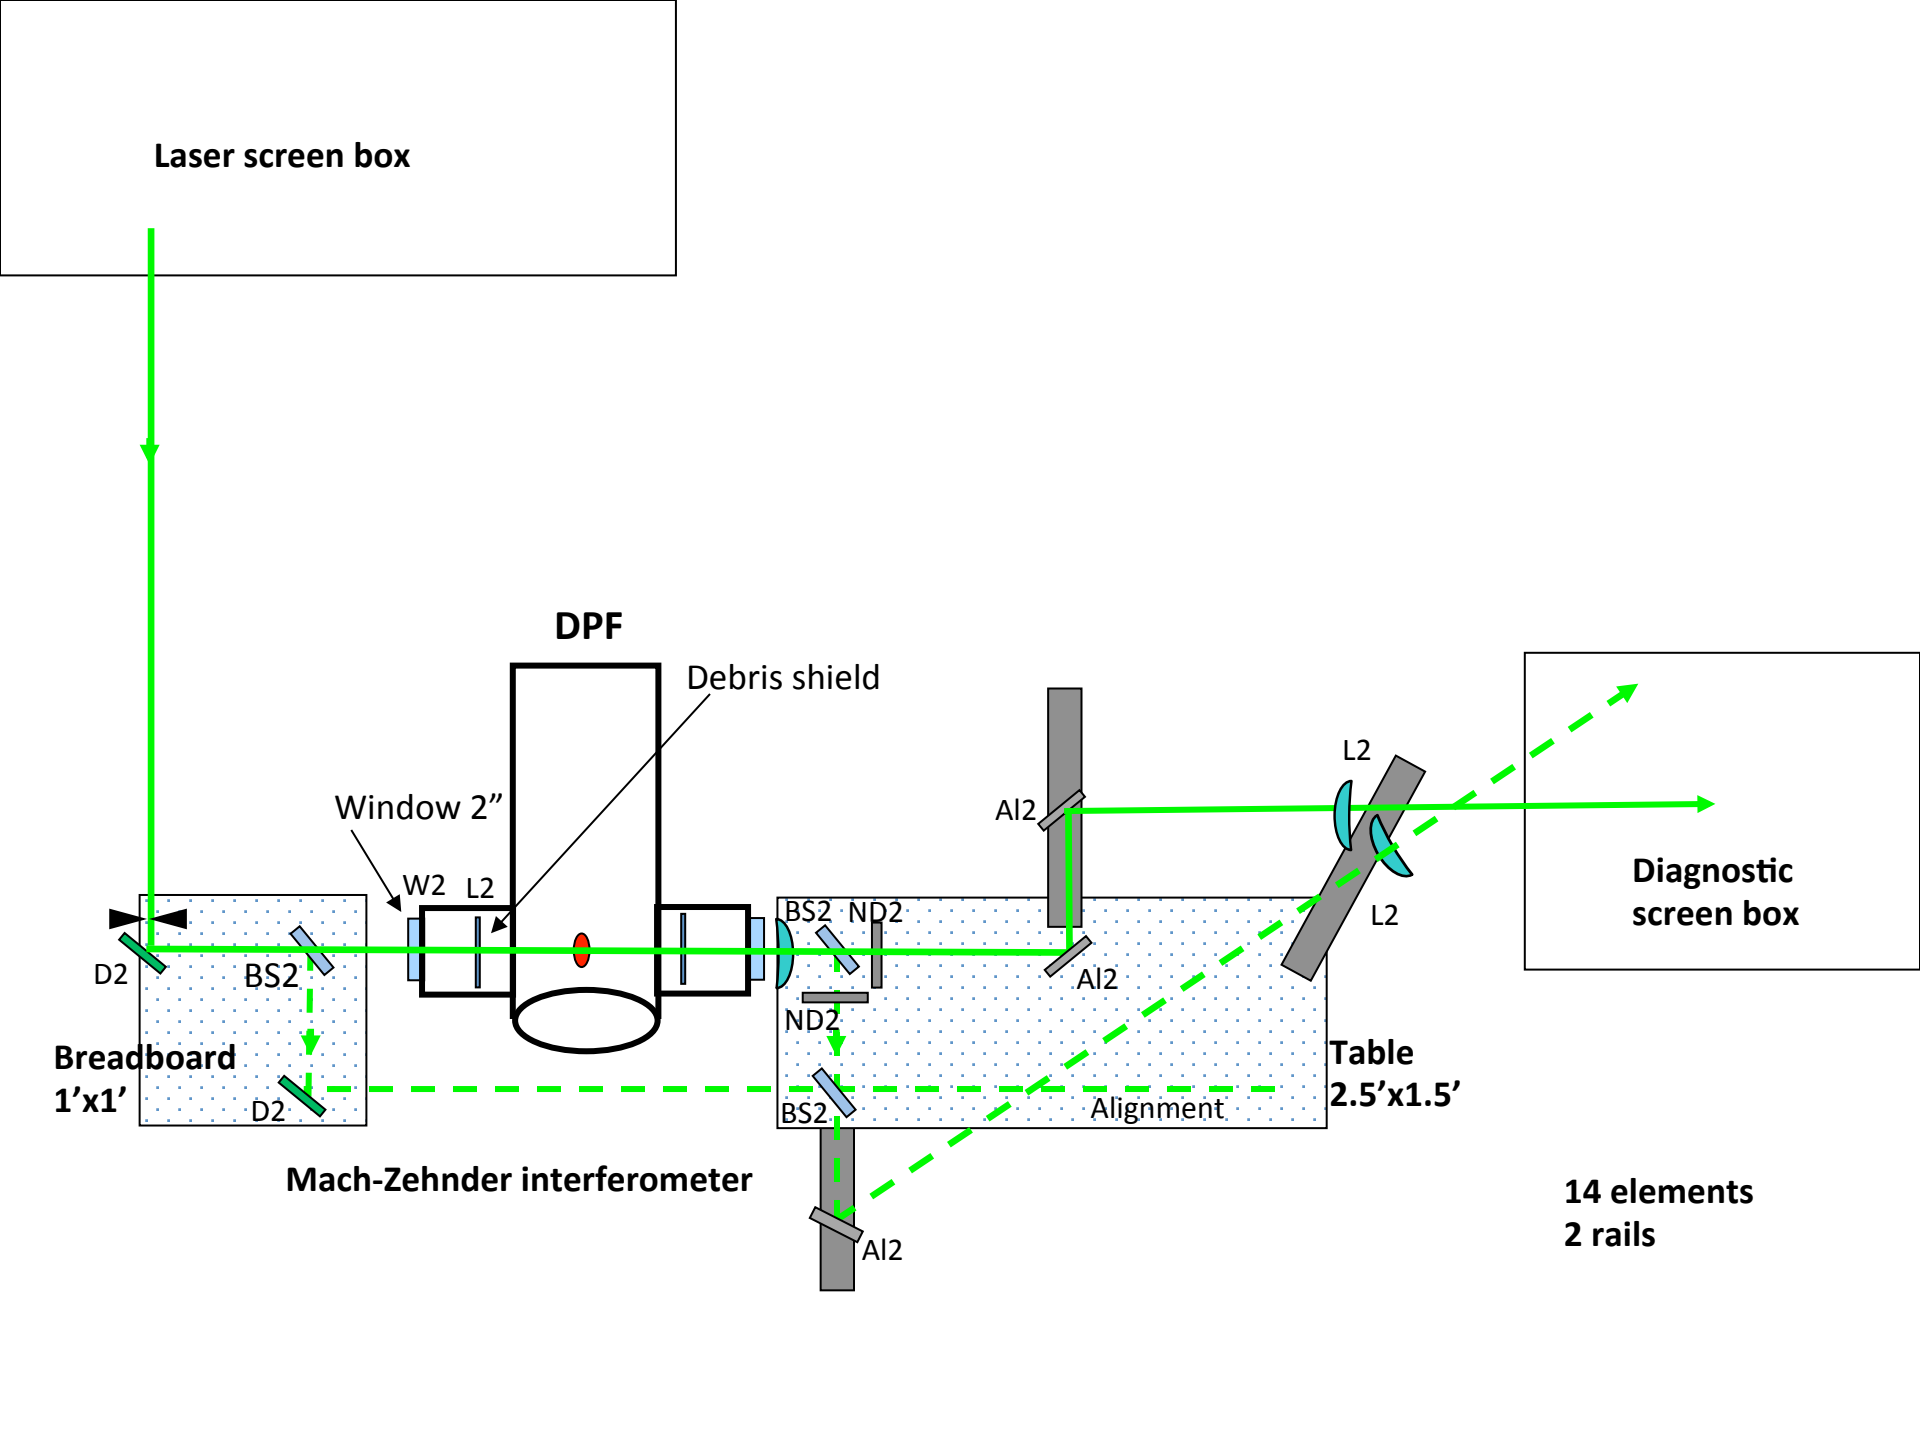 Laser screen box
DPF
Debris shield
Window 2”
W2
L2
D2
BS2
Breadboard
1’x1’
D2
BS2
ND2
ND2
BS2
Al2
Al2
Al2
L2
L2
Diagnostic
screen box
Table
2.5’x1.5’
Alignment
Mach-Zehnder interferometer
14 elements
2 rails